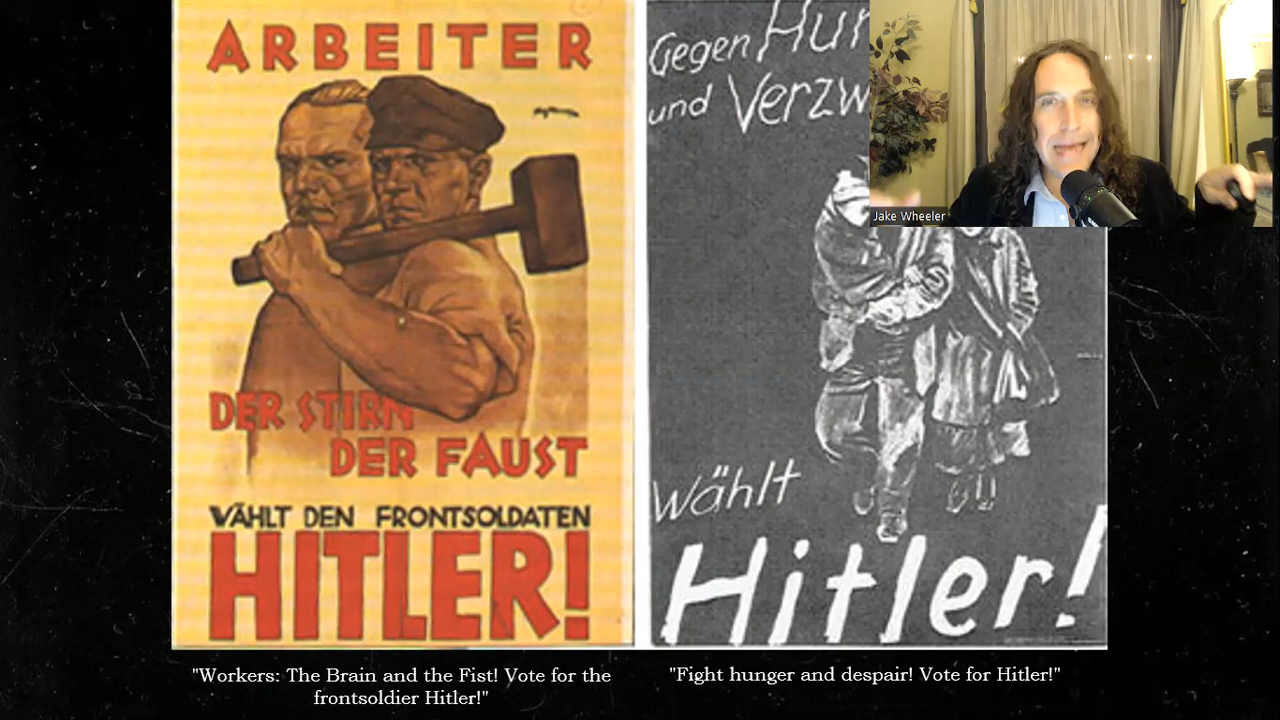 ARBEITER
DER STIRN
DER FAUST
WÄHLT DEN FRONTSOLDATEN
HITLER!
Gegen
und
wählt
Hitler!
Jake Wheeler
"Workers: The Brain and the Fist! Vote for the
frontsoldier Hitler!"
"Fight hunger and despair! Vote for Hitler!"